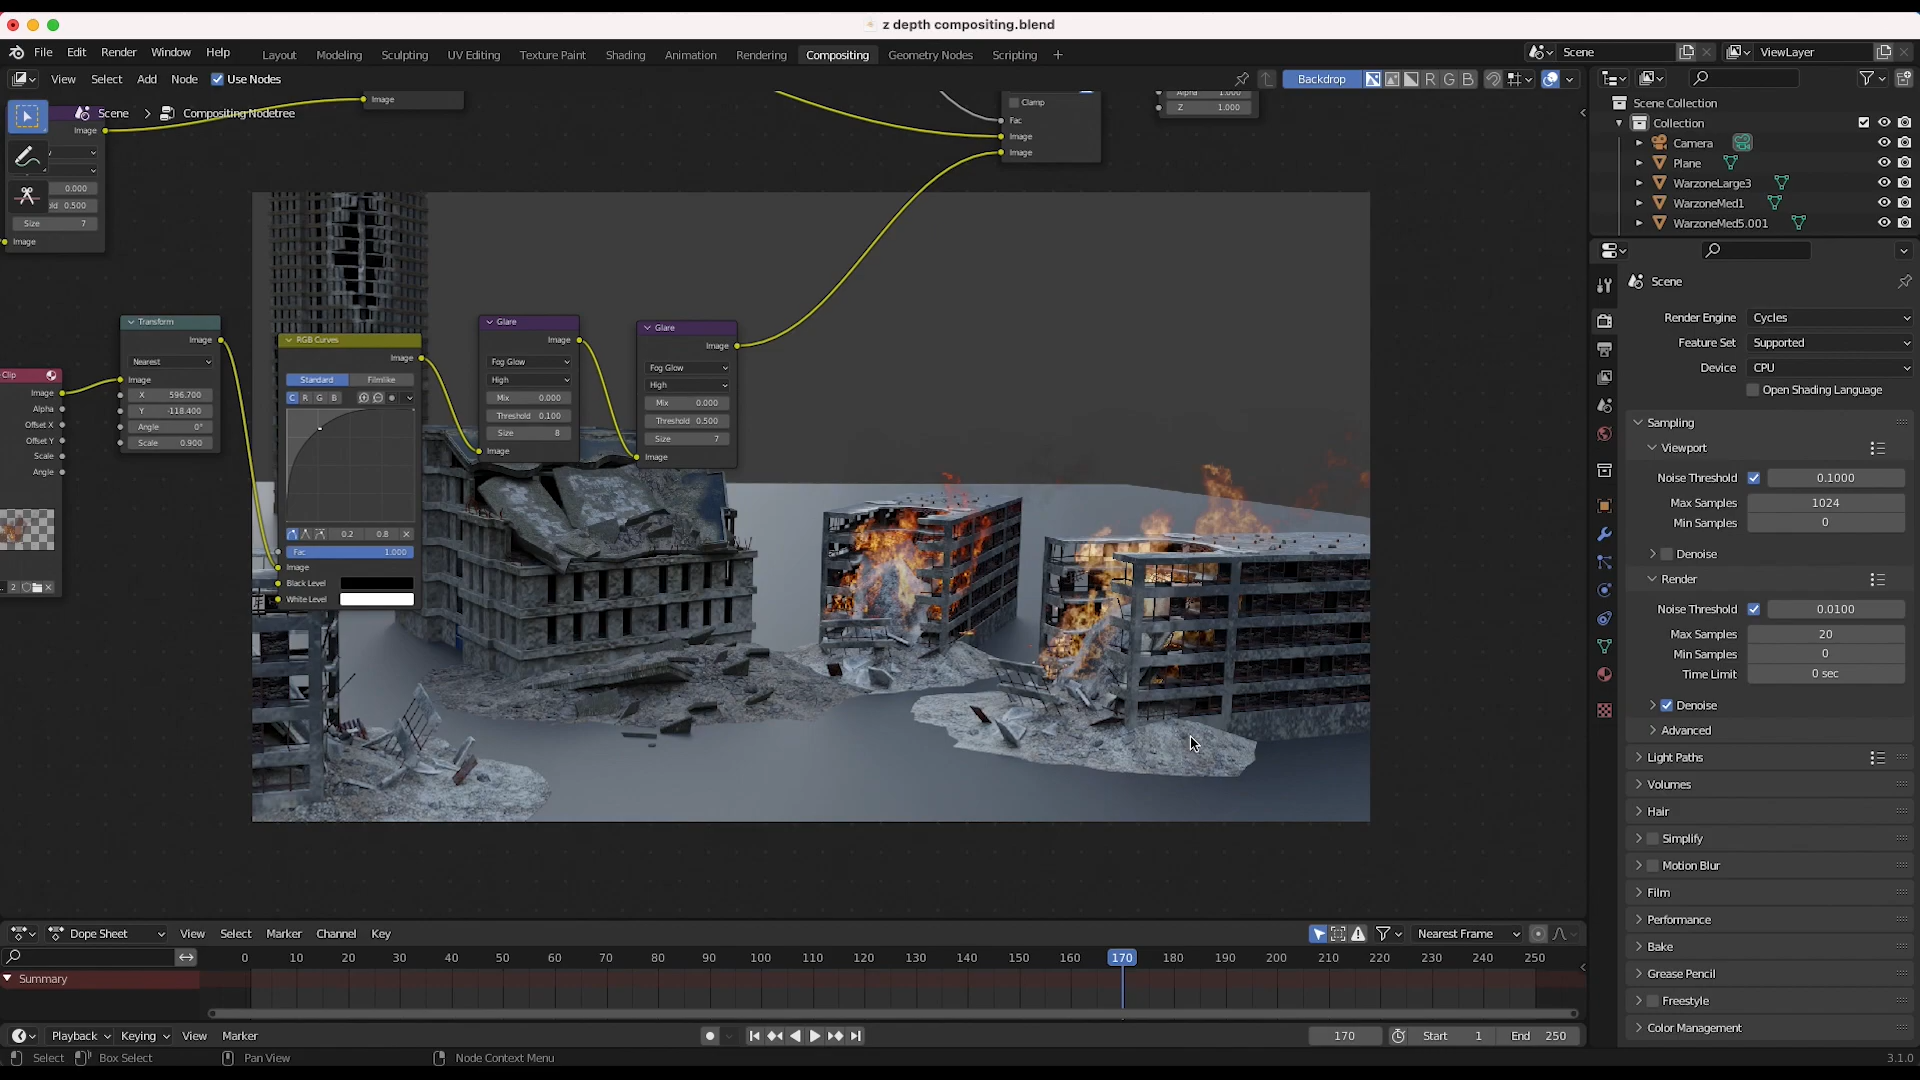 z depth compositing.blend
File Edit Render Window Help
Layout Modeling Sculpting UV Editing Texture Paint Shading Animation Rendering Compositing Geometry Nodes Scripting +
Scene
ViewLayer
View Select Add Node Use Nodes
Backdrop
R G B
Scene > Compositing Nodetree
Image
Image
0.000
0.500
Size 7
Image
Clamp
Fac
Image
Image
Alpha 1.000
Z 1.000
Transform
Image
Nearest
Image
X 596.700
Y -118.400
Angle 0°
Scale 0.900
Clip
Image
Alpha
Offset X
Offset Y
Scale
Angle
2
RGB Curves
Image
Standard Filmlike
C R G B
0.2 0.8
Fac 1.000
Image
Black Level
White Level
Glare
Image
Fog Glow
High
Mix 0.000
Threshold 0.100
Size 8
Image
Glare
Image
Fog Glow
High
Mix 0.000
Threshold 0.500
Size 7
Image
Scene Collection
Collection
Camera
Plane
WarzoneLarge3
WarzoneMed1
WarzoneMed5.001
Scene
Render Engine Cycles
Feature Set Supported
Device CPU
Open Shading Language
Sampling
Viewport
Noise Threshold 0.1000
Max Samples 1024
Min Samples 0
Denoise
Render
Noise Threshold 0.0100
Max Samples 20
Min Samples 0
Time Limit 0 sec
Denoise
Advanced
Light Paths
Volumes
Hair
Simplify
Motion Blur
Film
Performance
Bake
Grease Pencil
Freestyle
Color Management
Dope Sheet View Select Marker Channel Key
Nearest Frame
0 10 20 30 40 50 60 70 80 90 100 110 120 130 140 150 160 170 180 190 200 210 220 230 240 250
Summary
Playback Keying View Marker
170 Start 1 End 250
Select Box Select Pan View Node Context Menu
3.1.0